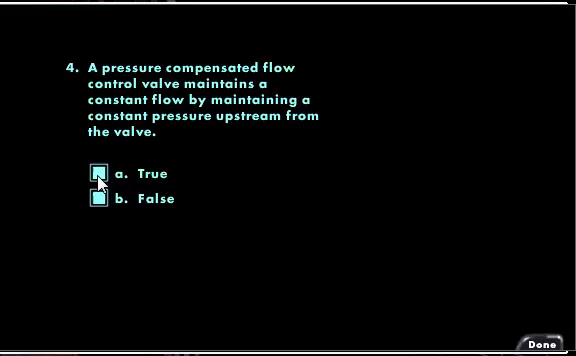 4. A pressure compensated flow
control valve maintains a
constant flow by maintaining a
constant pressure upstream from
the valve.
a. True
b. False
Done